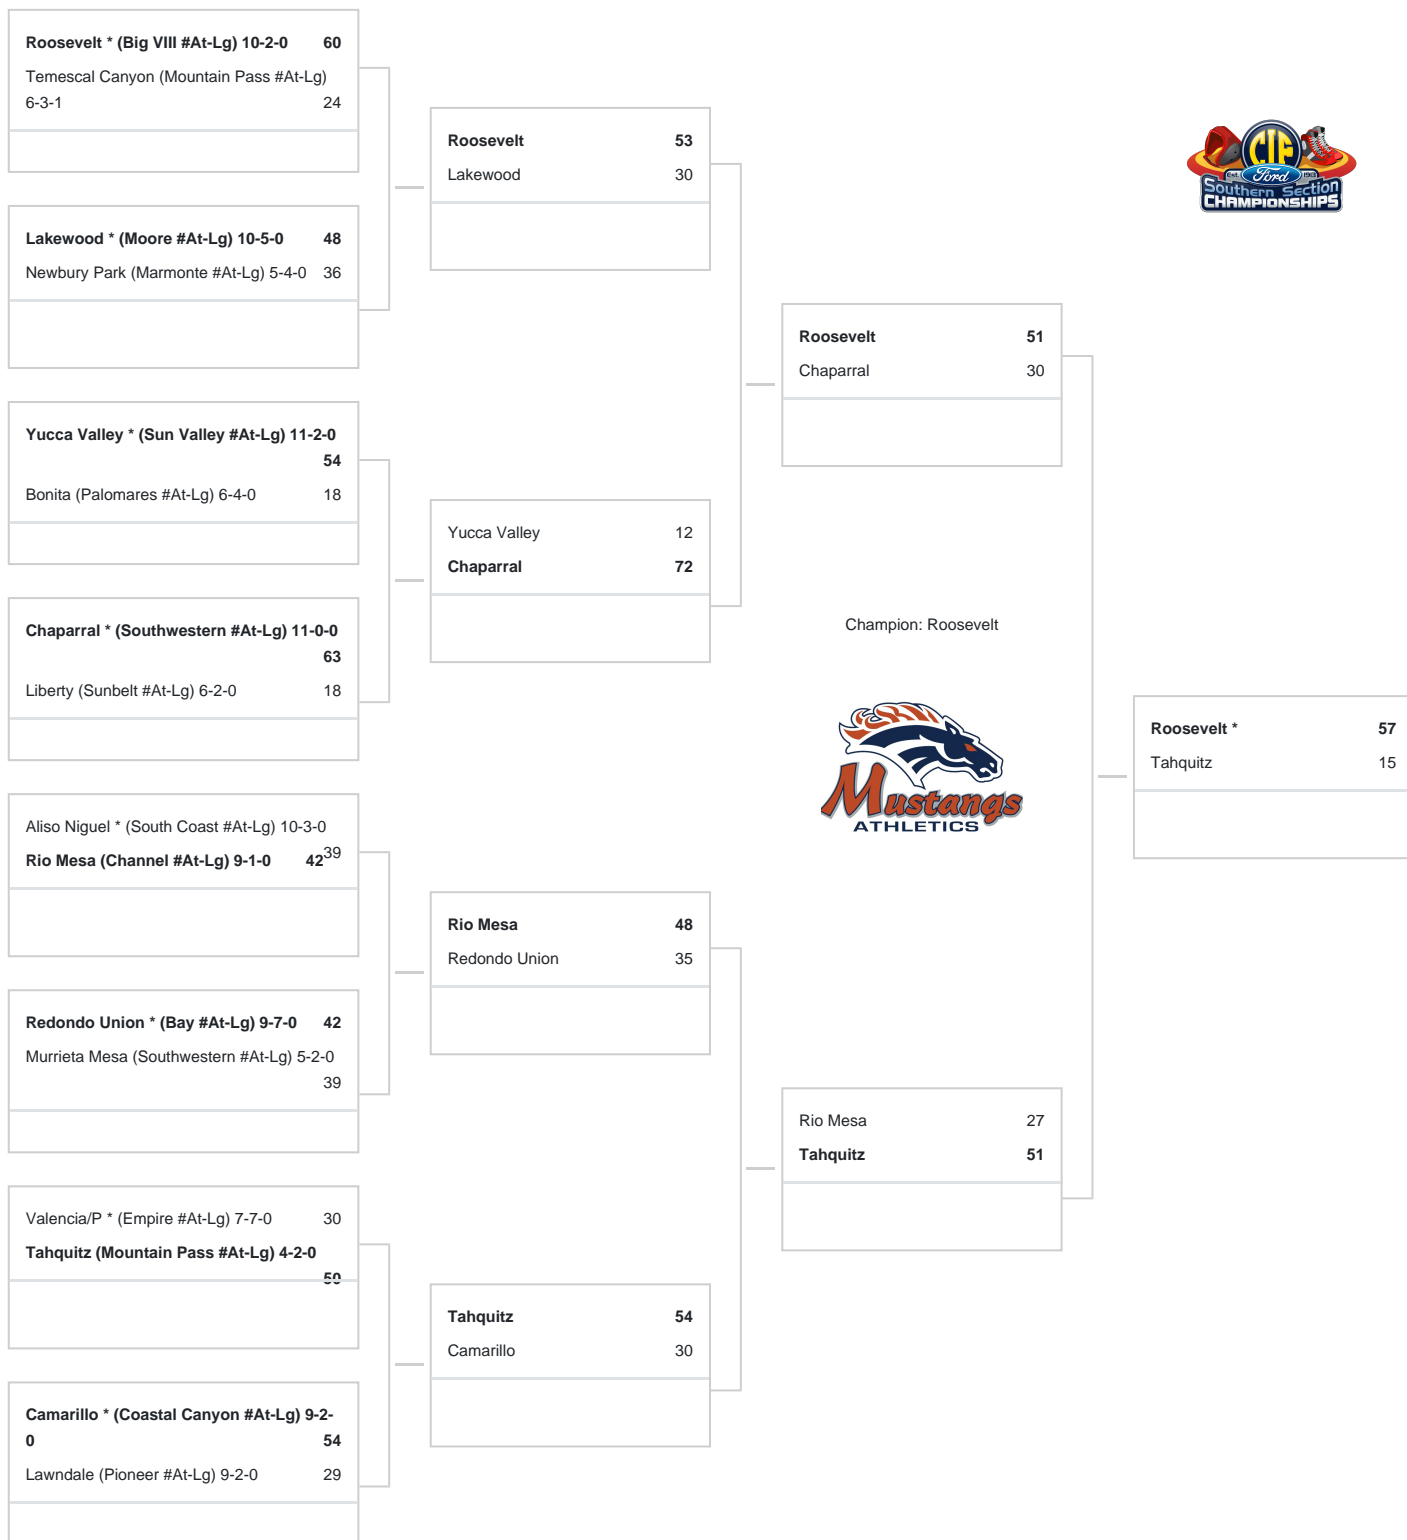 Roosevelt * (Big VIII #At-Lg) 10-2-0 60
Temescal Canyon (Mountain Pass #At-Lg)
6-3-1 24
Lakewood * (Moore #At-Lg) 10-5-0 48
Newbury Park (Marmonte #At-Lg) 5-4-0 36
Yucca Valley * (Sun Valley #At-Lg) 11-2-0
54
Bonita (Palomares #At-Lg) 6-4-0 18
Chaparral * (Southwestern #At-Lg) 11-0-0
63
Liberty (Sunbelt #At-Lg) 6-2-0 18
Aliso Niguel * (South Coast #At-Lg) 10-3-0
39
Rio Mesa (Channel #At-Lg) 9-1-0 42
Redondo Union * (Bay #At-Lg) 9-7-0 42
Murrieta Mesa (Southwestern #At-Lg) 5-2-0
39
Valencia/P * (Empire #At-Lg) 7-7-0 30
Tahquitz (Mountain Pass #At-Lg) 4-2-0
50
Camarillo * (Coastal Canyon #At-Lg) 9-2-
0 54
Lawndale (Pioneer #At-Lg) 9-2-0 29
Roosevelt 53
Lakewood 30
Yucca Valley 12
Chaparral 72
Rio Mesa 48
Redondo Union 35
Tahquitz 54
Camarillo 30
Roosevelt 51
Chaparral 30
Rio Mesa 27
Tahquitz 51
CIF
Est. Ford 1913
Southern Section
CHAMPIONSHIPS
Champion: Roosevelt
ERHS
Mustangs
ATHLETICS
Roosevelt * 57
Tahquitz 15